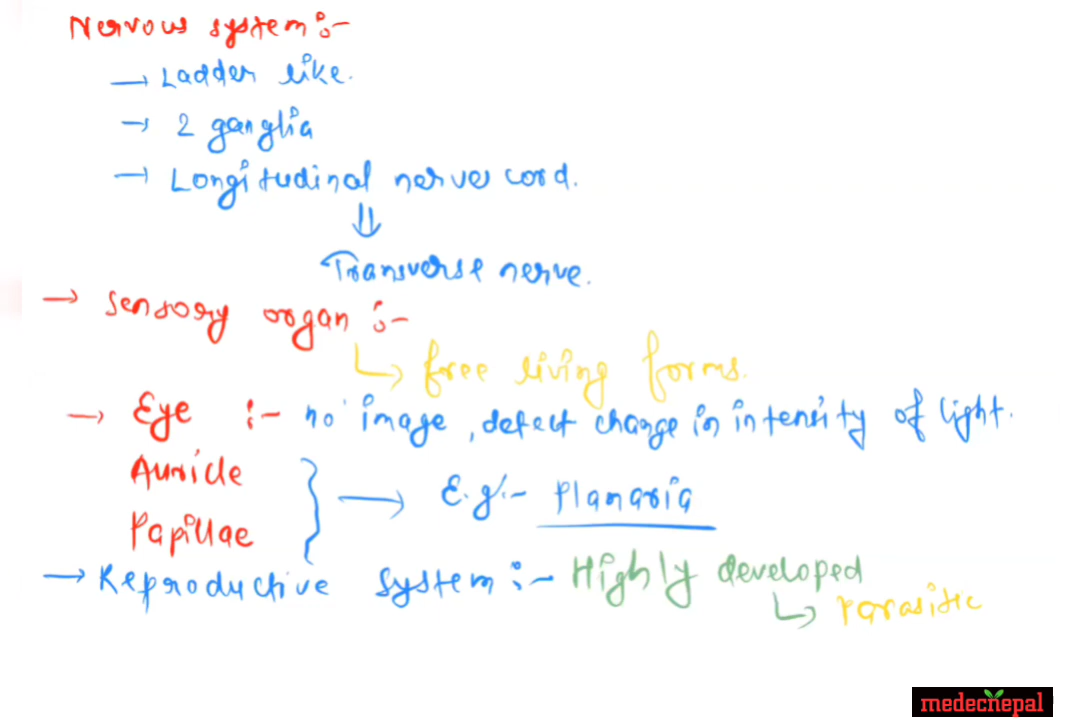 Nervous system :-
→ Ladder like.
→ 2 ganglia
→ Longitudinal nerve cord.
⇓
Transverse nerve.
→ Sensory organ :-
↳ free living forms.
→ Eye :- no image, detect change in intensity of light.
Auricle
Papillae } → E.g:- Planaria
→ Reproductive system :- Highly developed
↳ Parasitic
medecnepal